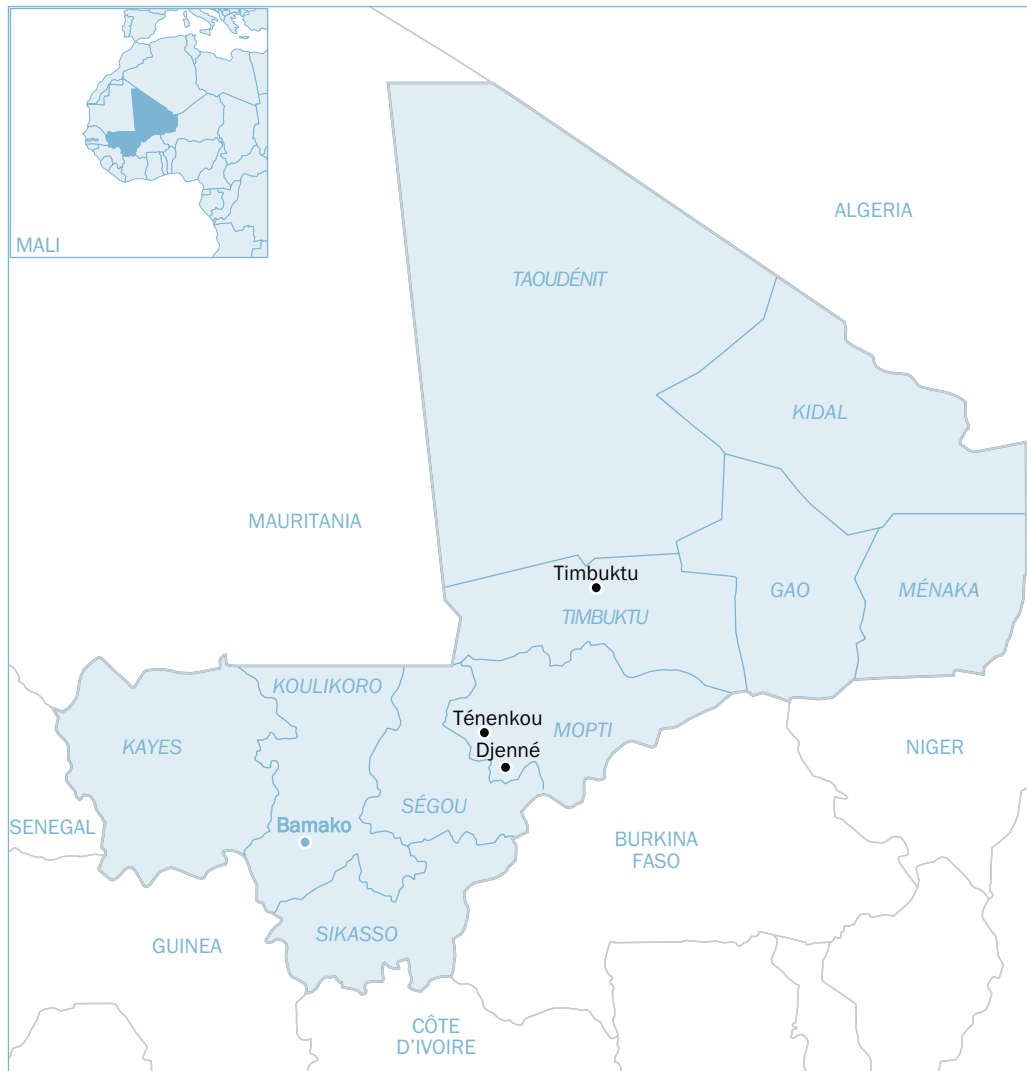 MALI
ALGERIA
TAOUDÉNIT
KIDAL
MAURITANIA
Timbuktu
TIMBUKTU
GAO
MÉNAKA
KOULIKORO
Ténenkou
MOPTI
Djenné
KAYES
NIGER
SÉGOU
SENEGAL
Bamako
BURKINA
FASO
SIKASSO
GUINEA
CÔTE
D'IVOIRE